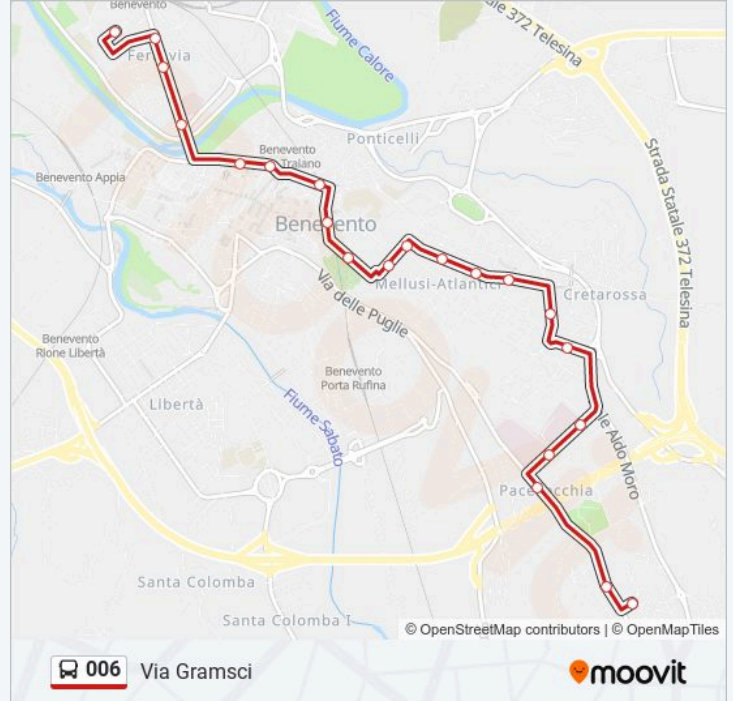 Benevento
Ferrovia
Fiume Calore
Statale 372 Telesina
Ponticelli
Strada Statale 372 Telesina
Benevento
Traiano
Benevento Appia
Benevento
Mellusi-Atlantici
Cretarossa
Via delle Puglie
Benevento
Rione Libertà
Benevento
Porta Rufina
Libertà
Fiume Sabato
Viale Aldo Moro
Pacevecchia
Santa Colomba
Santa Colomba I
© OpenStreetMap contributors | © OpenMapTiles
006 Via Gramsci
moovit